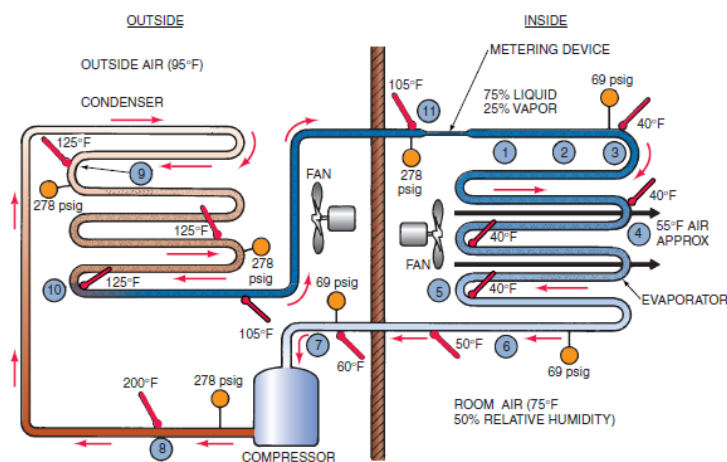 OUTSIDE
INSIDE
METERING DEVICE
OUTSIDE AIR (95°F)
69 psig
105°F
11
75% LIQUID
25% VAPOR
CONDENSER
40°F
125°F
9
278 psig
1
2
3
278
psig
FAN
40°F
125°F
4
55°F AIR
APPROX
40°F
278
psig
FAN
10
125°F
69 psig
5
40°F
EVAPORATOR
105°F
7
60°F
50°F
6
69 psig
200°F
278 psig
8
COMPRESSOR
ROOM AIR (75°F
50% RELATIVE HUMIDITY)